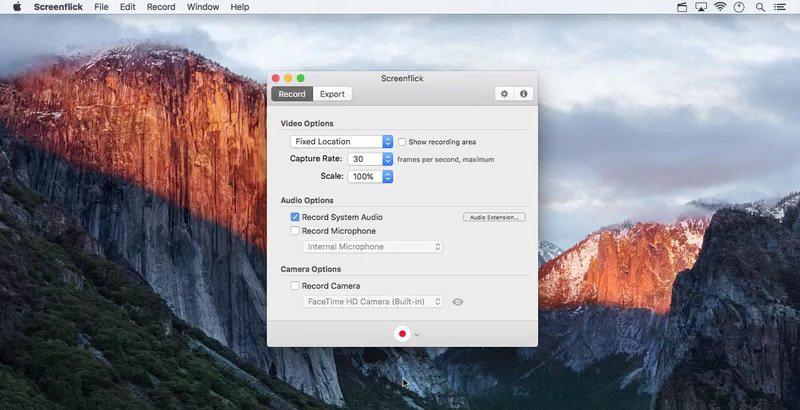 Screenflick File Edit Record Window Help
Screenflick
Record Export
Video Options
Fixed Location Show recording area
Capture Rate: 30 frames per second, maximum
Scale: 100%
Audio Options
Record System Audio Audio Extension...
Record Microphone
Internal Microphone
Camera Options
Record Camera
FaceTime HD Camera (Built-in)